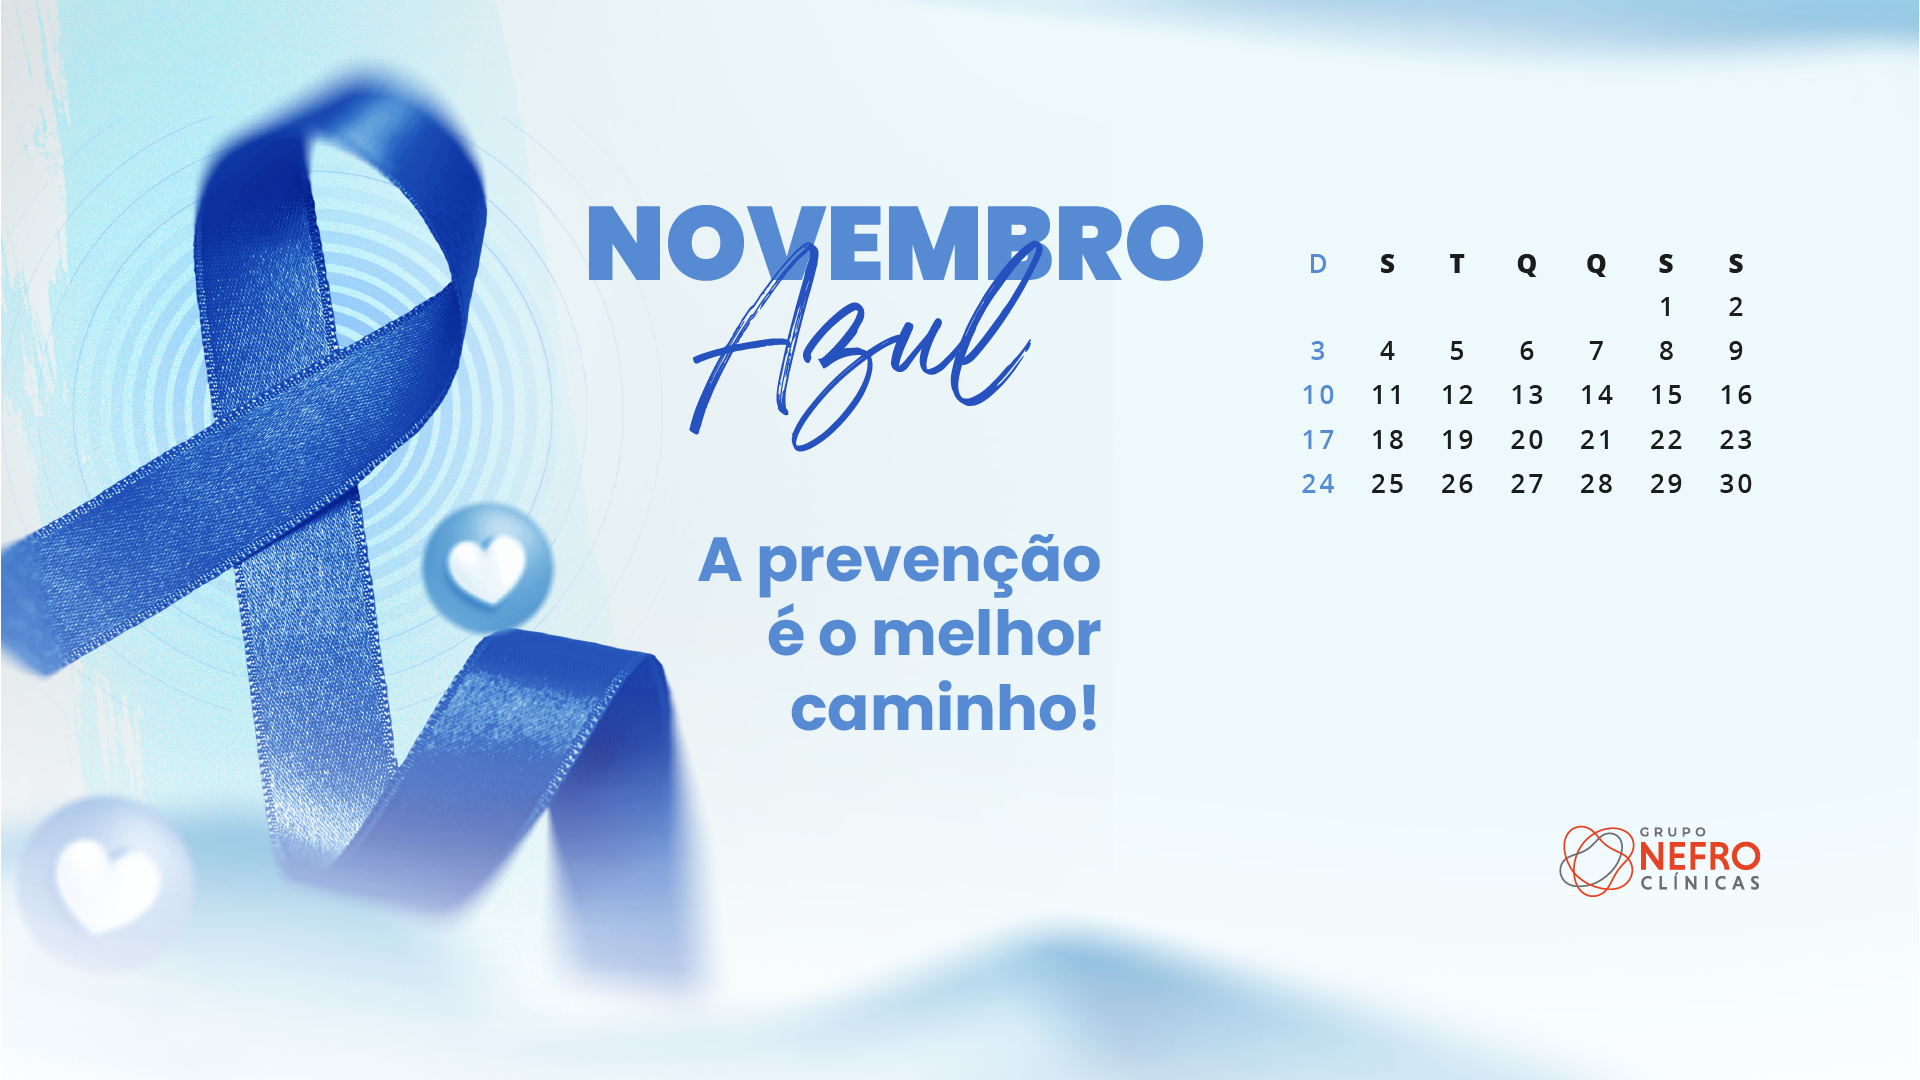 NOVEMBRO
Azul
A prevenção
é o melhor
caminho!
D S T Q Q S S
1 2
3 4 5 6 7 8 9
10 11 12 13 14 15 16
17 18 19 20 21 22 23
24 25 26 27 28 29 30
GRUPO
NEFRO
CLÍNICAS